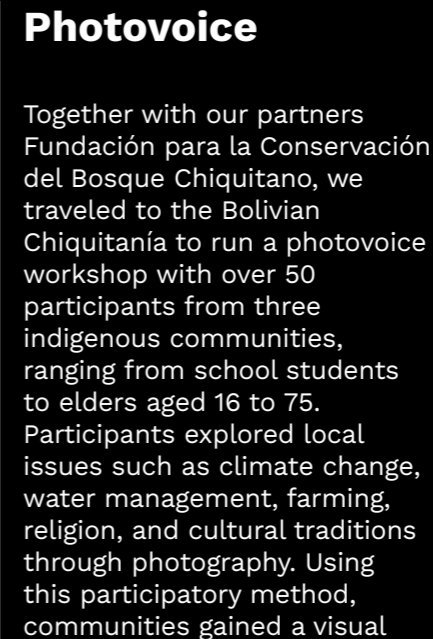 Photovoice
Together with our partners
Fundación para la Conservación
del Bosque Chiquitano, we
traveled to the Bolivian
Chiquitanía to run a photovoice
workshop with over 50
participants from three
indigenous communities,
ranging from school students
to elders aged 16 to 75.
Participants explored local
issues such as climate change,
water management, farming,
religion, and cultural traditions
through photography. Using
this participatory method,
communities gained a visual